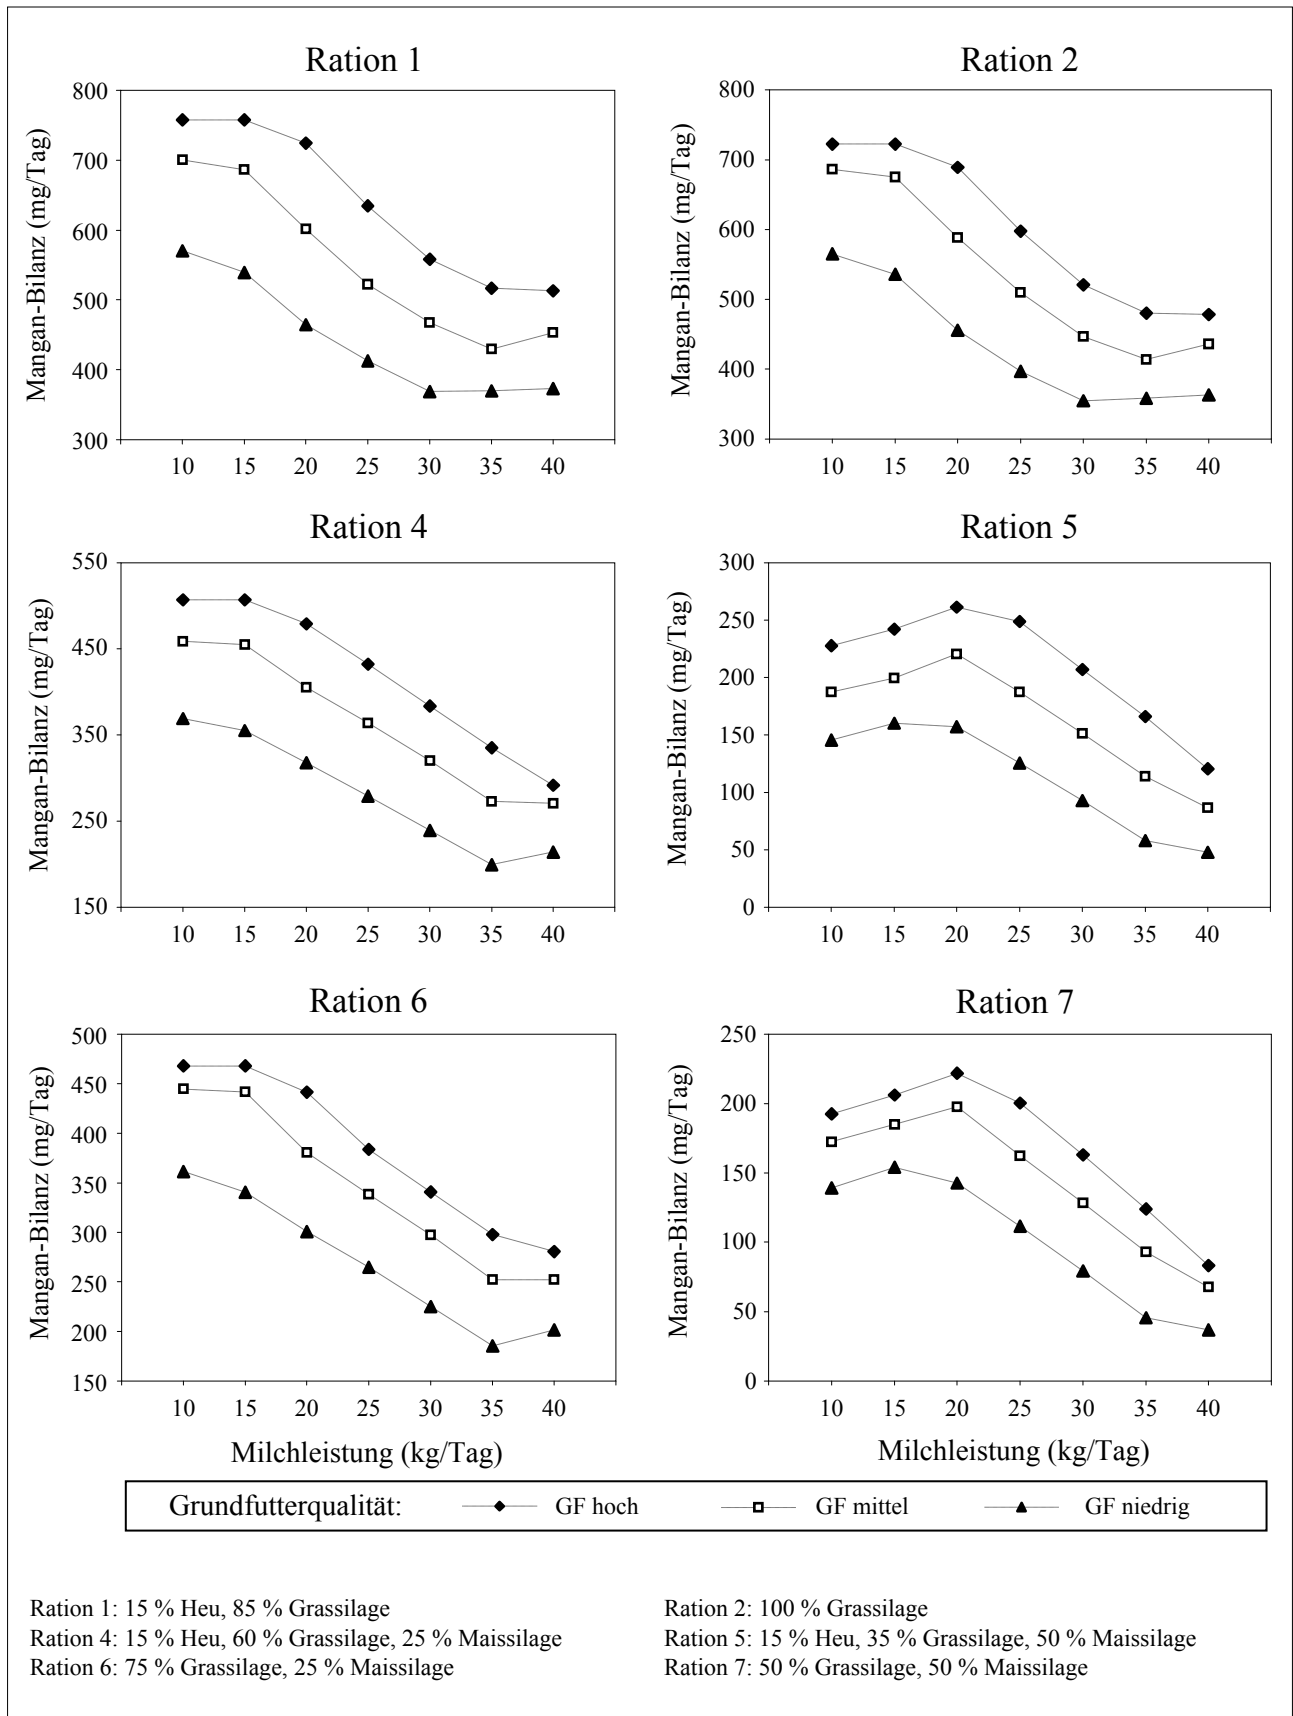 Ration 1
Mangan-Bilanz (mg/Tag)
800
700
600
500
400
300
10 15 20 25 30 35 40
Ration 2
Mangan-Bilanz (mg/Tag)
800
700
600
500
400
300
10 15 20 25 30 35 40
Ration 4
Mangan-Bilanz (mg/Tag)
550
450
350
250
150
10 15 20 25 30 35 40
Ration 5
Mangan-Bilanz (mg/Tag)
300
250
200
150
100
50
0
10 15 20 25 30 35 40
Ration 6
Mangan-Bilanz (mg/Tag)
500
450
400
350
300
250
200
150
10 15 20 25 30 35 40
Milchleistung (kg/Tag)
Ration 7
Mangan-Bilanz (mg/Tag)
250
200
150
100
50
0
10 15 20 25 30 35 40
Milchleistung (kg/Tag)
Grundfutterqualität: GF hoch GF mittel GF niedrig
Ration 1: 15 % Heu, 85 % Grassilage
Ration 2: 100 % Grassilage
Ration 4: 15 % Heu, 60 % Grassilage, 25 % Maissilage
Ration 5: 15 % Heu, 35 % Grassilage, 50 % Maissilage
Ration 6: 75 % Grassilage, 25 % Maissilage
Ration 7: 50 % Grassilage, 50 % Maissilage